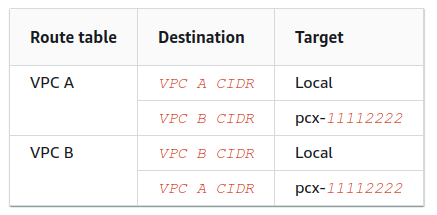 Route table Destination Target
VPC A VPC A CIDR Local
VPC B CIDR pcx-11112222
VPC B VPC B CIDR Local
VPC A CIDR pcx-11112222